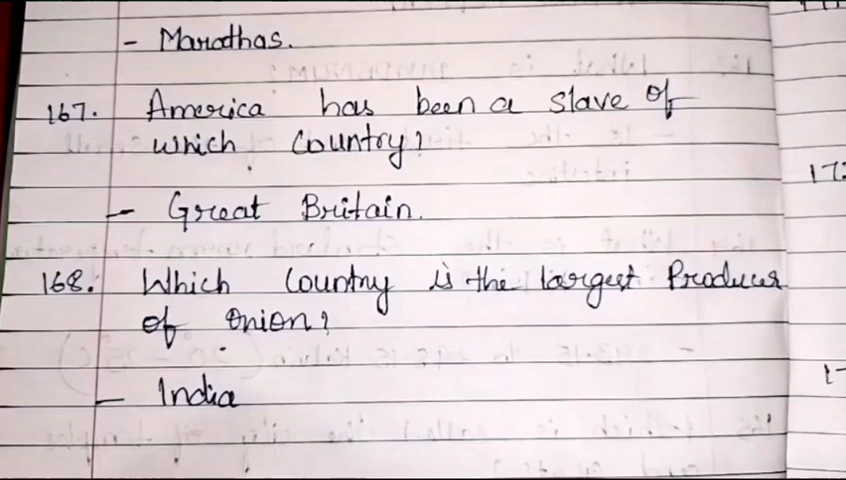 - Marathas.
167. America has been a slave of
which Country?
- Great Britain.
168. Which Country is the largest Producer
of onion?
- India